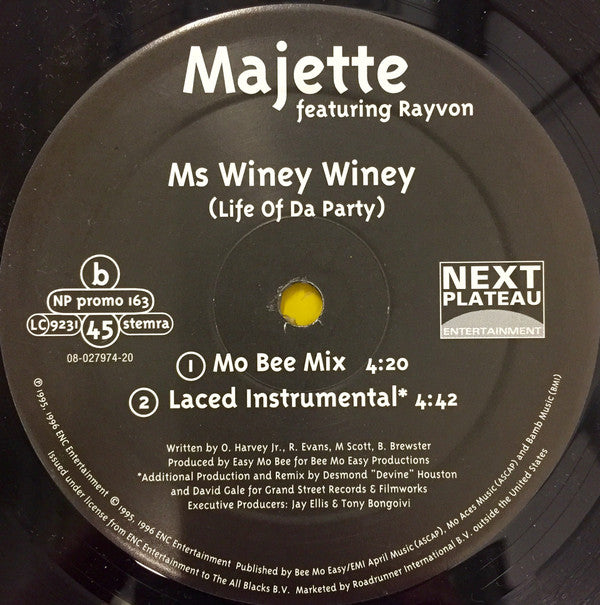 Majette
featuring Rayvon
Ms Winey Winey
(Life Of Da Party)
b
NP promo 163
LC 9231 45 stemra
08-027974-20
NEXT
PLATEAU
ENTERTAINMENT
1 Mo Bee Mix 4:20
2 Laced Instrumental* 4:42
Written by O. Harvey Jr., R. Evans, M Scott, B. Brewster
Produced by Easy Mo Bee for Bee Mo Easy Productions
*Additional Production and Remix by Desmond "Devine" Houston
and David Gale for Grand Street Records & Filmworks
Executive Producers: Jay Ellis & Tony Bongoivi
℗ 1995, 1996 ENC Entertainment © 1995, 1996 ENC Entertainment Published by Bee Mo Easy/EMI April Music (ASCAP), Mo Aces Music (ASCAP) and Bamb Music (BMI)
Issued under license from ENC Entertainment to The All Blacks B.V. Marketed by Roadrunner International B.V. outside the United States